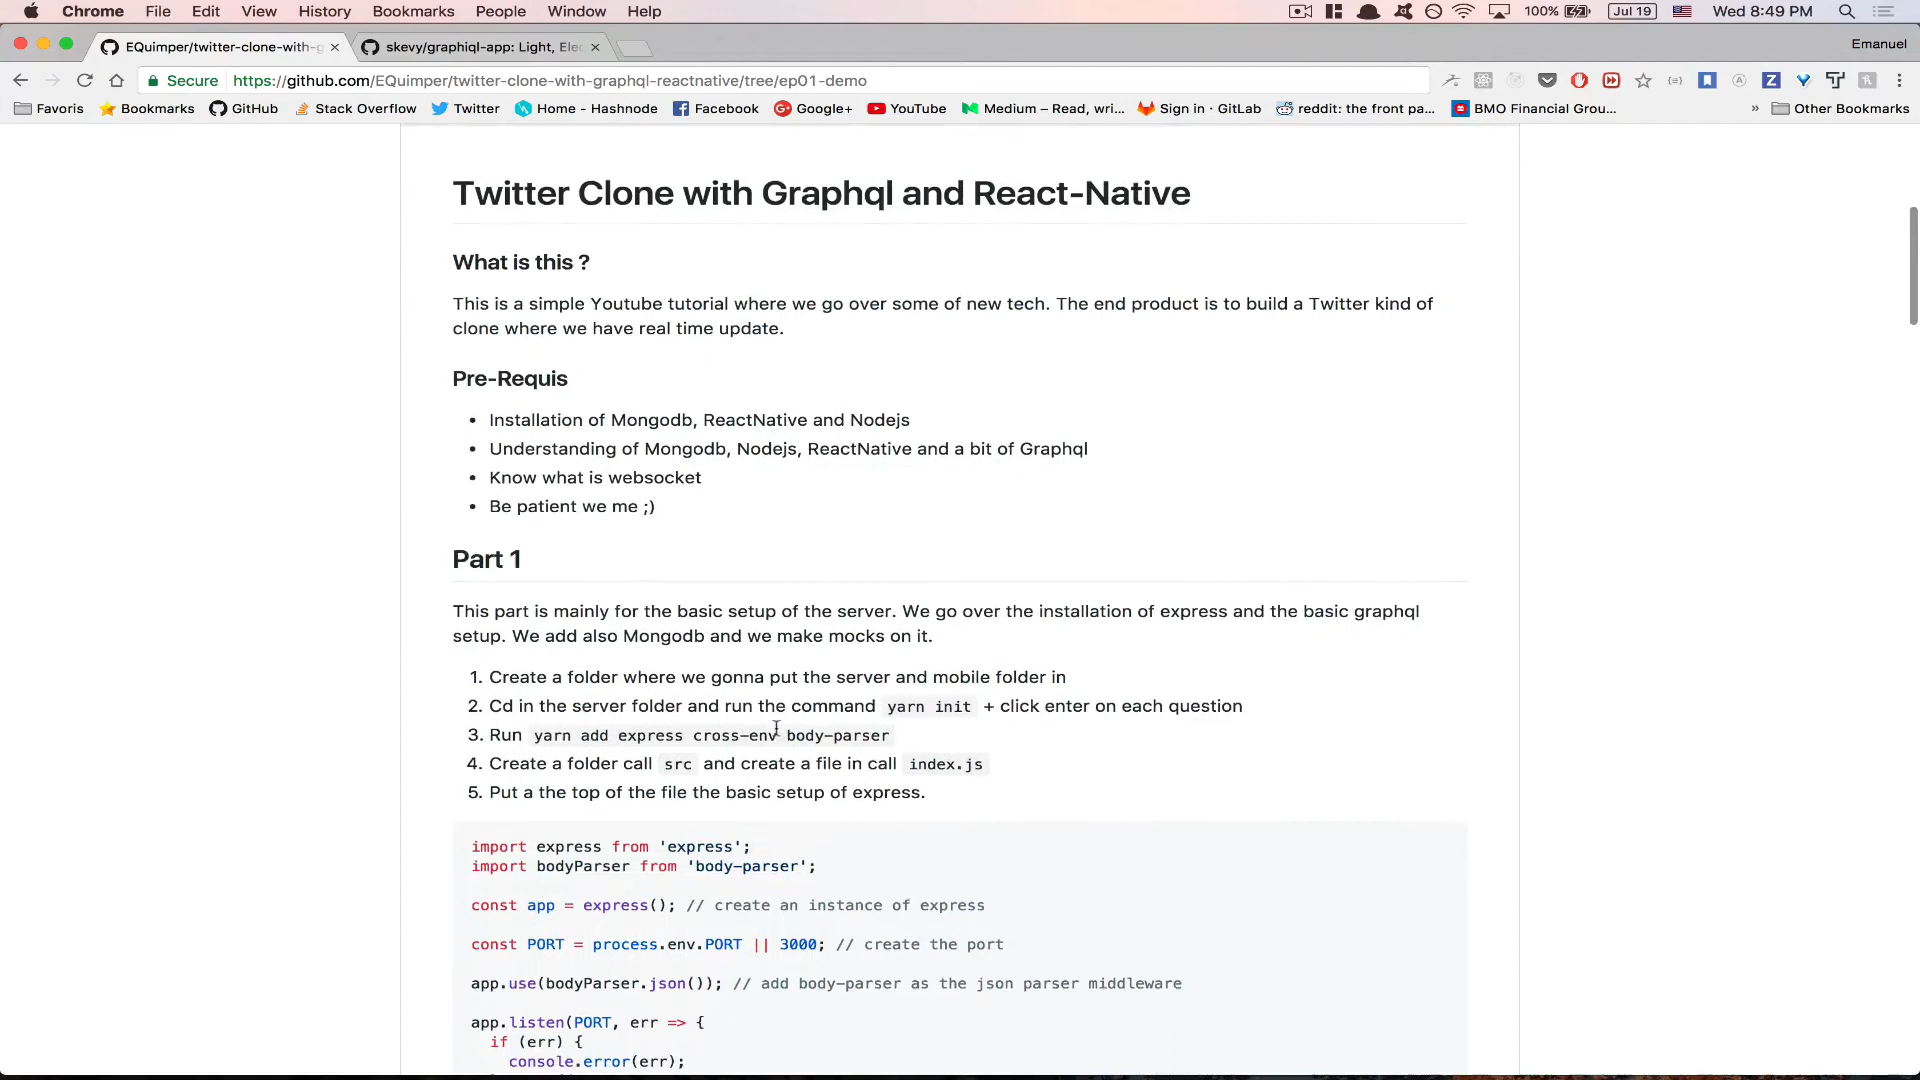 Chrome File Edit View History Bookmarks People Window Help 100% Jul 19 Wed 8:49 PM
EQuimper/twitter-clone-with-g skevy/graphiql-app: Light, Ele Emanuel
Secure https://github.com/EQuimper/twitter-clone-with-graphql-reactnative/tree/ep01-demo
Favoris Bookmarks GitHub Stack Overflow Twitter Home - Hashnode Facebook Google+ YouTube Medium – Read, wri... Sign in · GitLab reddit: the front pa... BMO Financial Grou... » Other Bookmarks
Twitter Clone with Graphql and React-Native
What is this ?
This is a simple Youtube tutorial where we go over some of new tech. The end product is to build a Twitter kind of
clone where we have real time update.
Pre-Requis
• Installation of Mongodb, ReactNative and Nodejs
• Understanding of Mongodb, Nodejs, ReactNative and a bit of Graphql
• Know what is websocket
• Be patient we me ;)
Part 1
This part is mainly for the basic setup of the server. We go over the installation of express and the basic graphql
setup. We add also Mongodb and we make mocks on it.
1. Create a folder where we gonna put the server and mobile folder in
2. Cd in the server folder and run the command yarn init + click enter on each question
3. Run yarn add express cross-env body-parser
4. Create a folder call src and create a file in call index.js
5. Put a the top of the file the basic setup of express.
import express from 'express';
import bodyParser from 'body-parser';
const app = express(); // create an instance of express
const PORT = process.env.PORT || 3000; // create the port
app.use(bodyParser.json()); // add body-parser as the json parser middleware
app.listen(PORT, err => {
if (err) {
console.error(err);